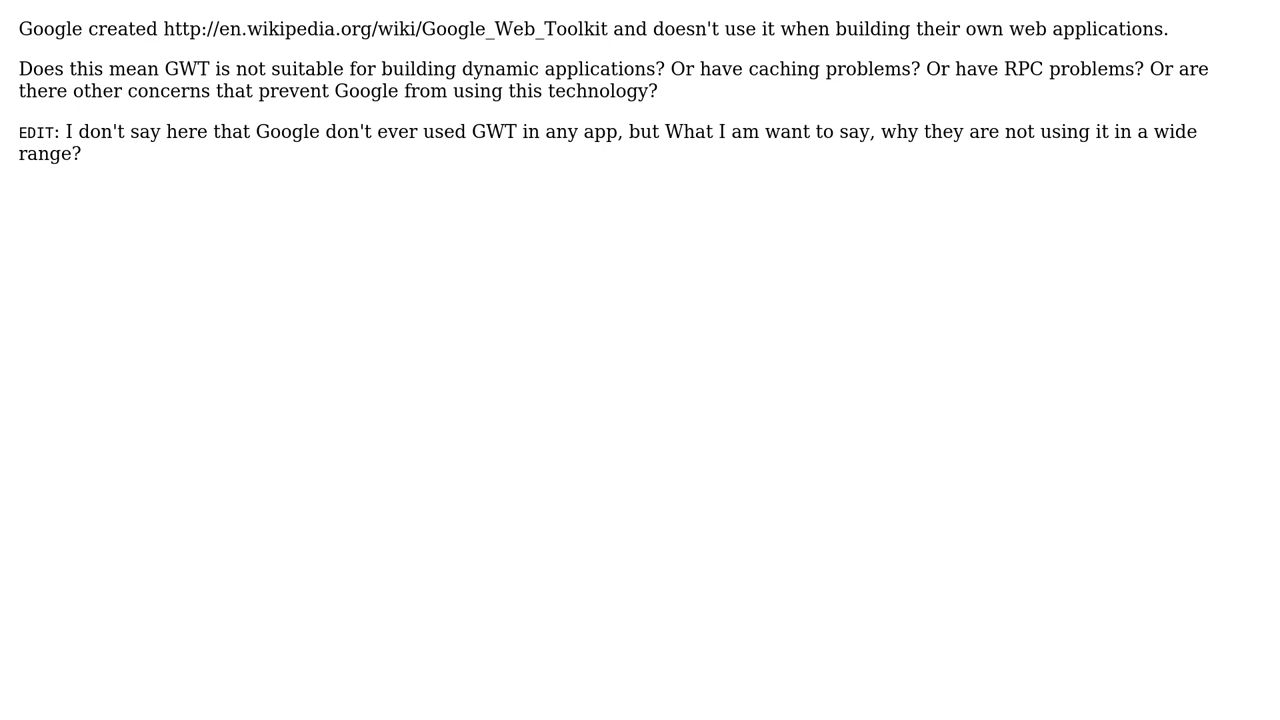 Google created http://en.wikipedia.org/wiki/Google_Web_Toolkit and doesn't use it when building their own web applications.
Does this mean GWT is not suitable for building dynamic applications? Or have caching problems? Or have RPC problems? Or are
there other concerns that prevent Google from using this technology?
EDIT: I don't say here that Google don't ever used GWT in any app, but What I am want to say, why they are not using it in a wide
range?